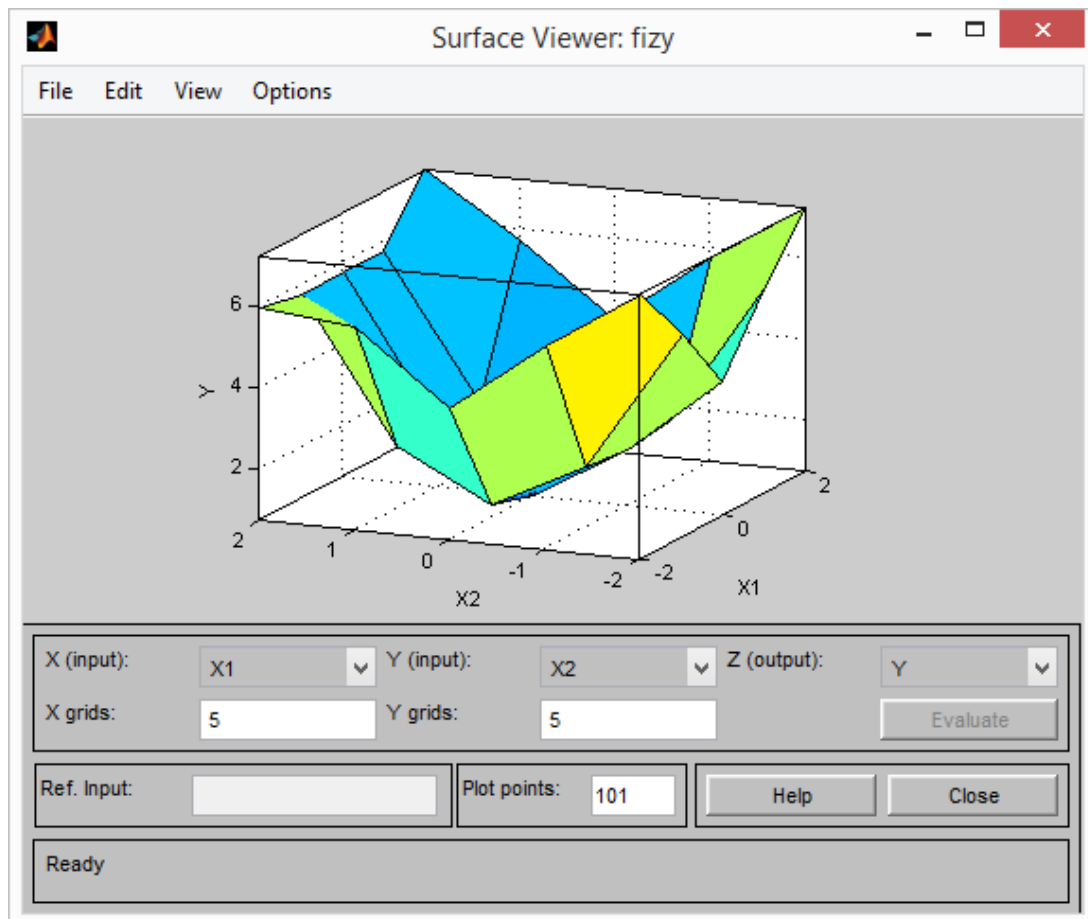 Surface Viewer: fizy
File Edit View Options
6
4
2
Y
2
1
0
-1
-2
X2
-2
0
2
X1
X (input): X1 Y (input): X2 Z (output): Y
X grids: 5 Y grids: 5 Evaluate
Ref. Input: Plot points: 101 Help Close
Ready